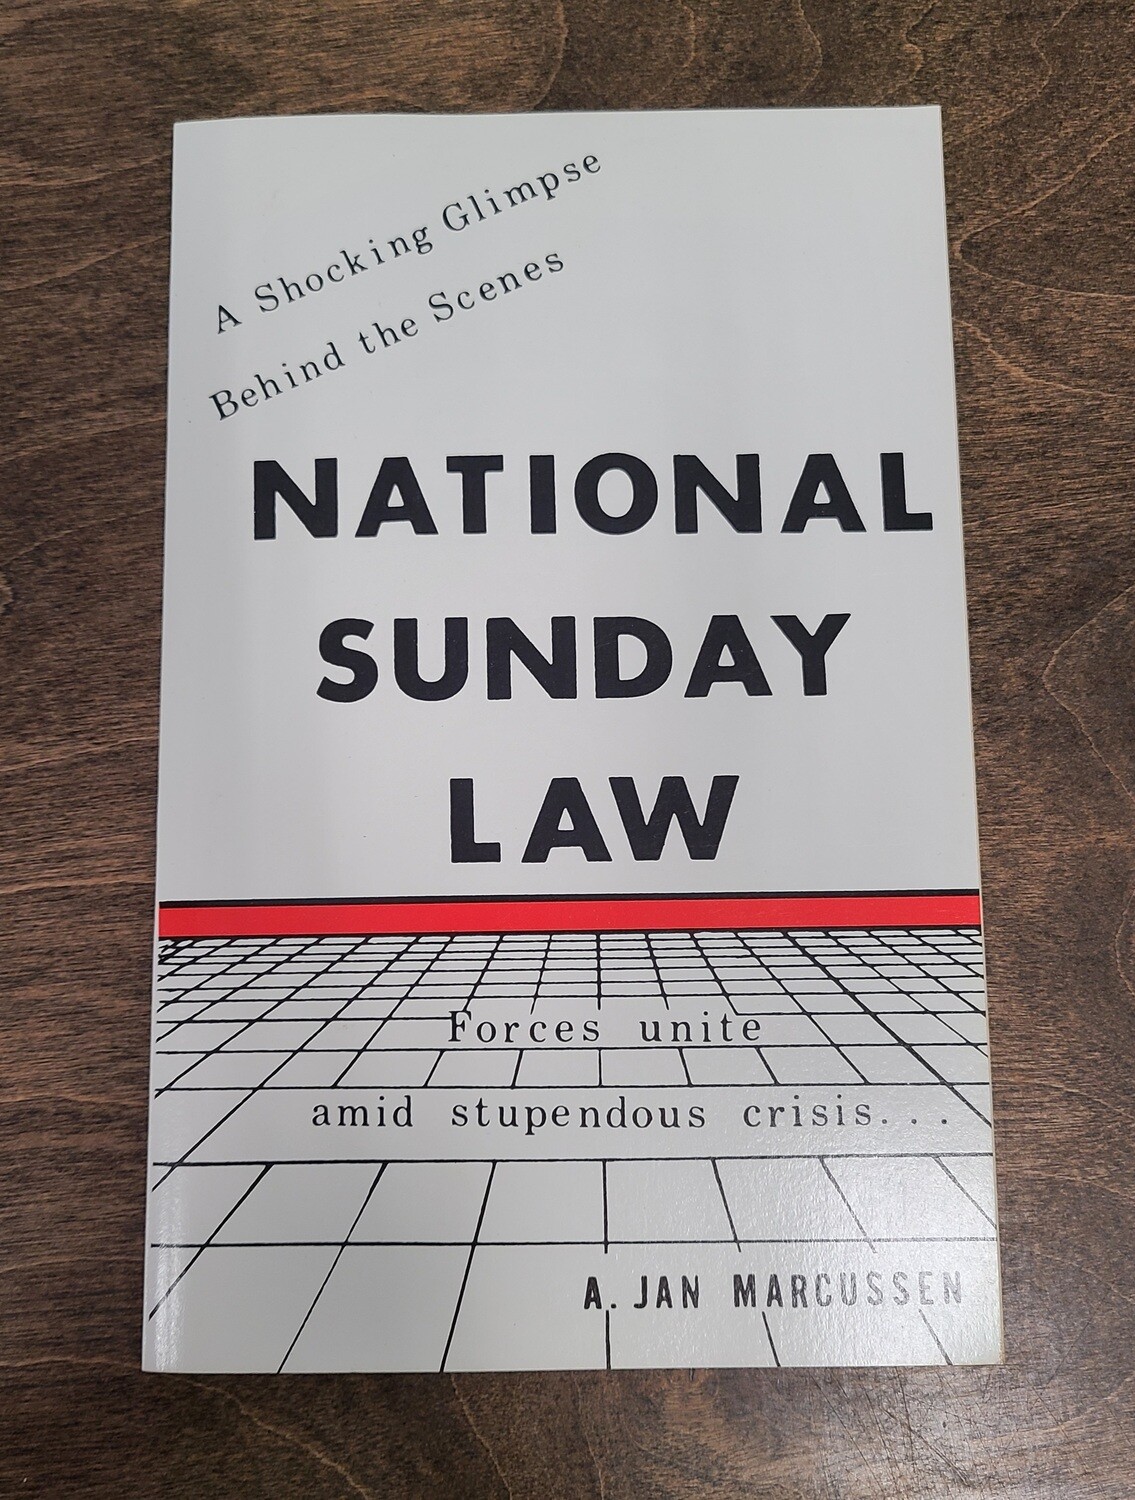 A Shocking Glimpse
Behind the Scenes
NATIONAL
SUNDAY
LAW
Forces unite
amid stupendous crisis. . .
A. JAN MARCUSSEN